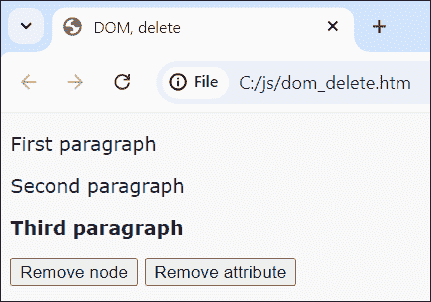 DOM, delete
File C:/js/dom_delete.htm
First paragraph
Second paragraph
Third paragraph
Remove node Remove attribute